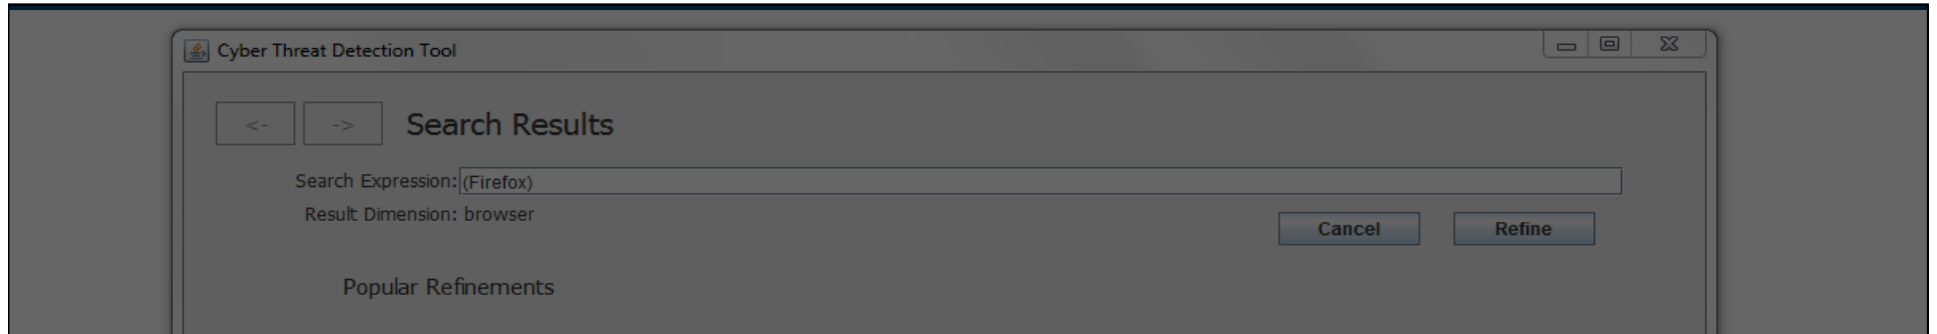 Cyber Threat Detection Tool
<- -> Search Results
Search Expression: (Firefox)
Result Dimension: browser
Cancel Refine
Popular Refinements